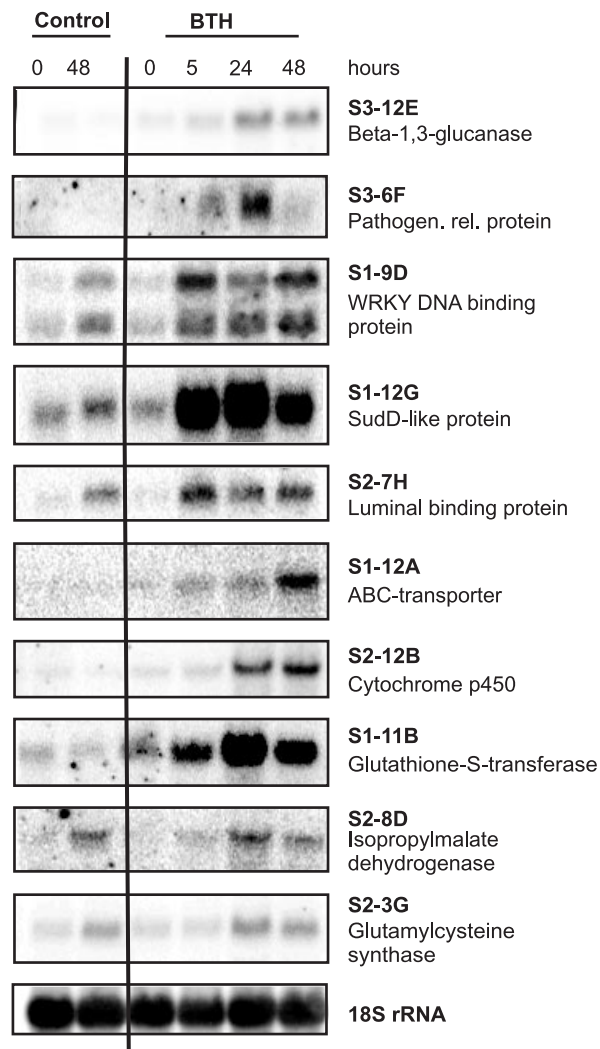 Control BTH
0 48 0 5 24 48 hours
S3-12E
Beta-1,3-glucanase
S3-6F
Pathogen. rel. protein
S1-9D
WRKY DNA binding
protein
S1-12G
SudD-like protein
S2-7H
Luminal binding protein
S1-12A
ABC-transporter
S2-12B
Cytochrome p450
S1-11B
Glutathione-S-transferase
S2-8D
Isopropylmalate
dehydrogenase
S2-3G
Glutamylcysteine
synthase
18S rRNA